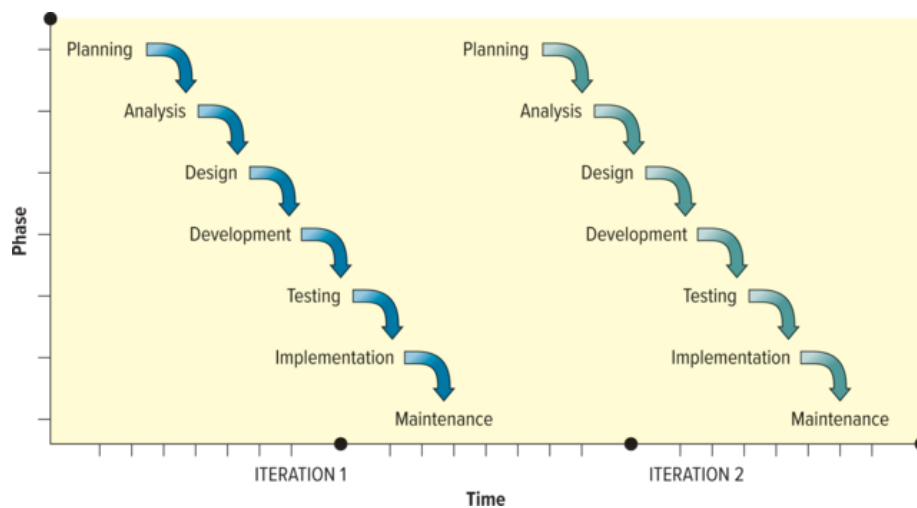 Planning
Planning
Analysis
Analysis
Design
Design
Development
Development
Testing
Testing
Implementation
Implementation
Maintenance
Maintenance
Phase
ITERATION 1
ITERATION 2
Time